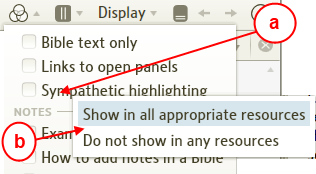 Display
a
Bible text only
Links to open panels
Sympathetic highlighting
Show in all appropriate resources
NOTES
b
Exam
Do not show in any resources
How to add notes in a Bible